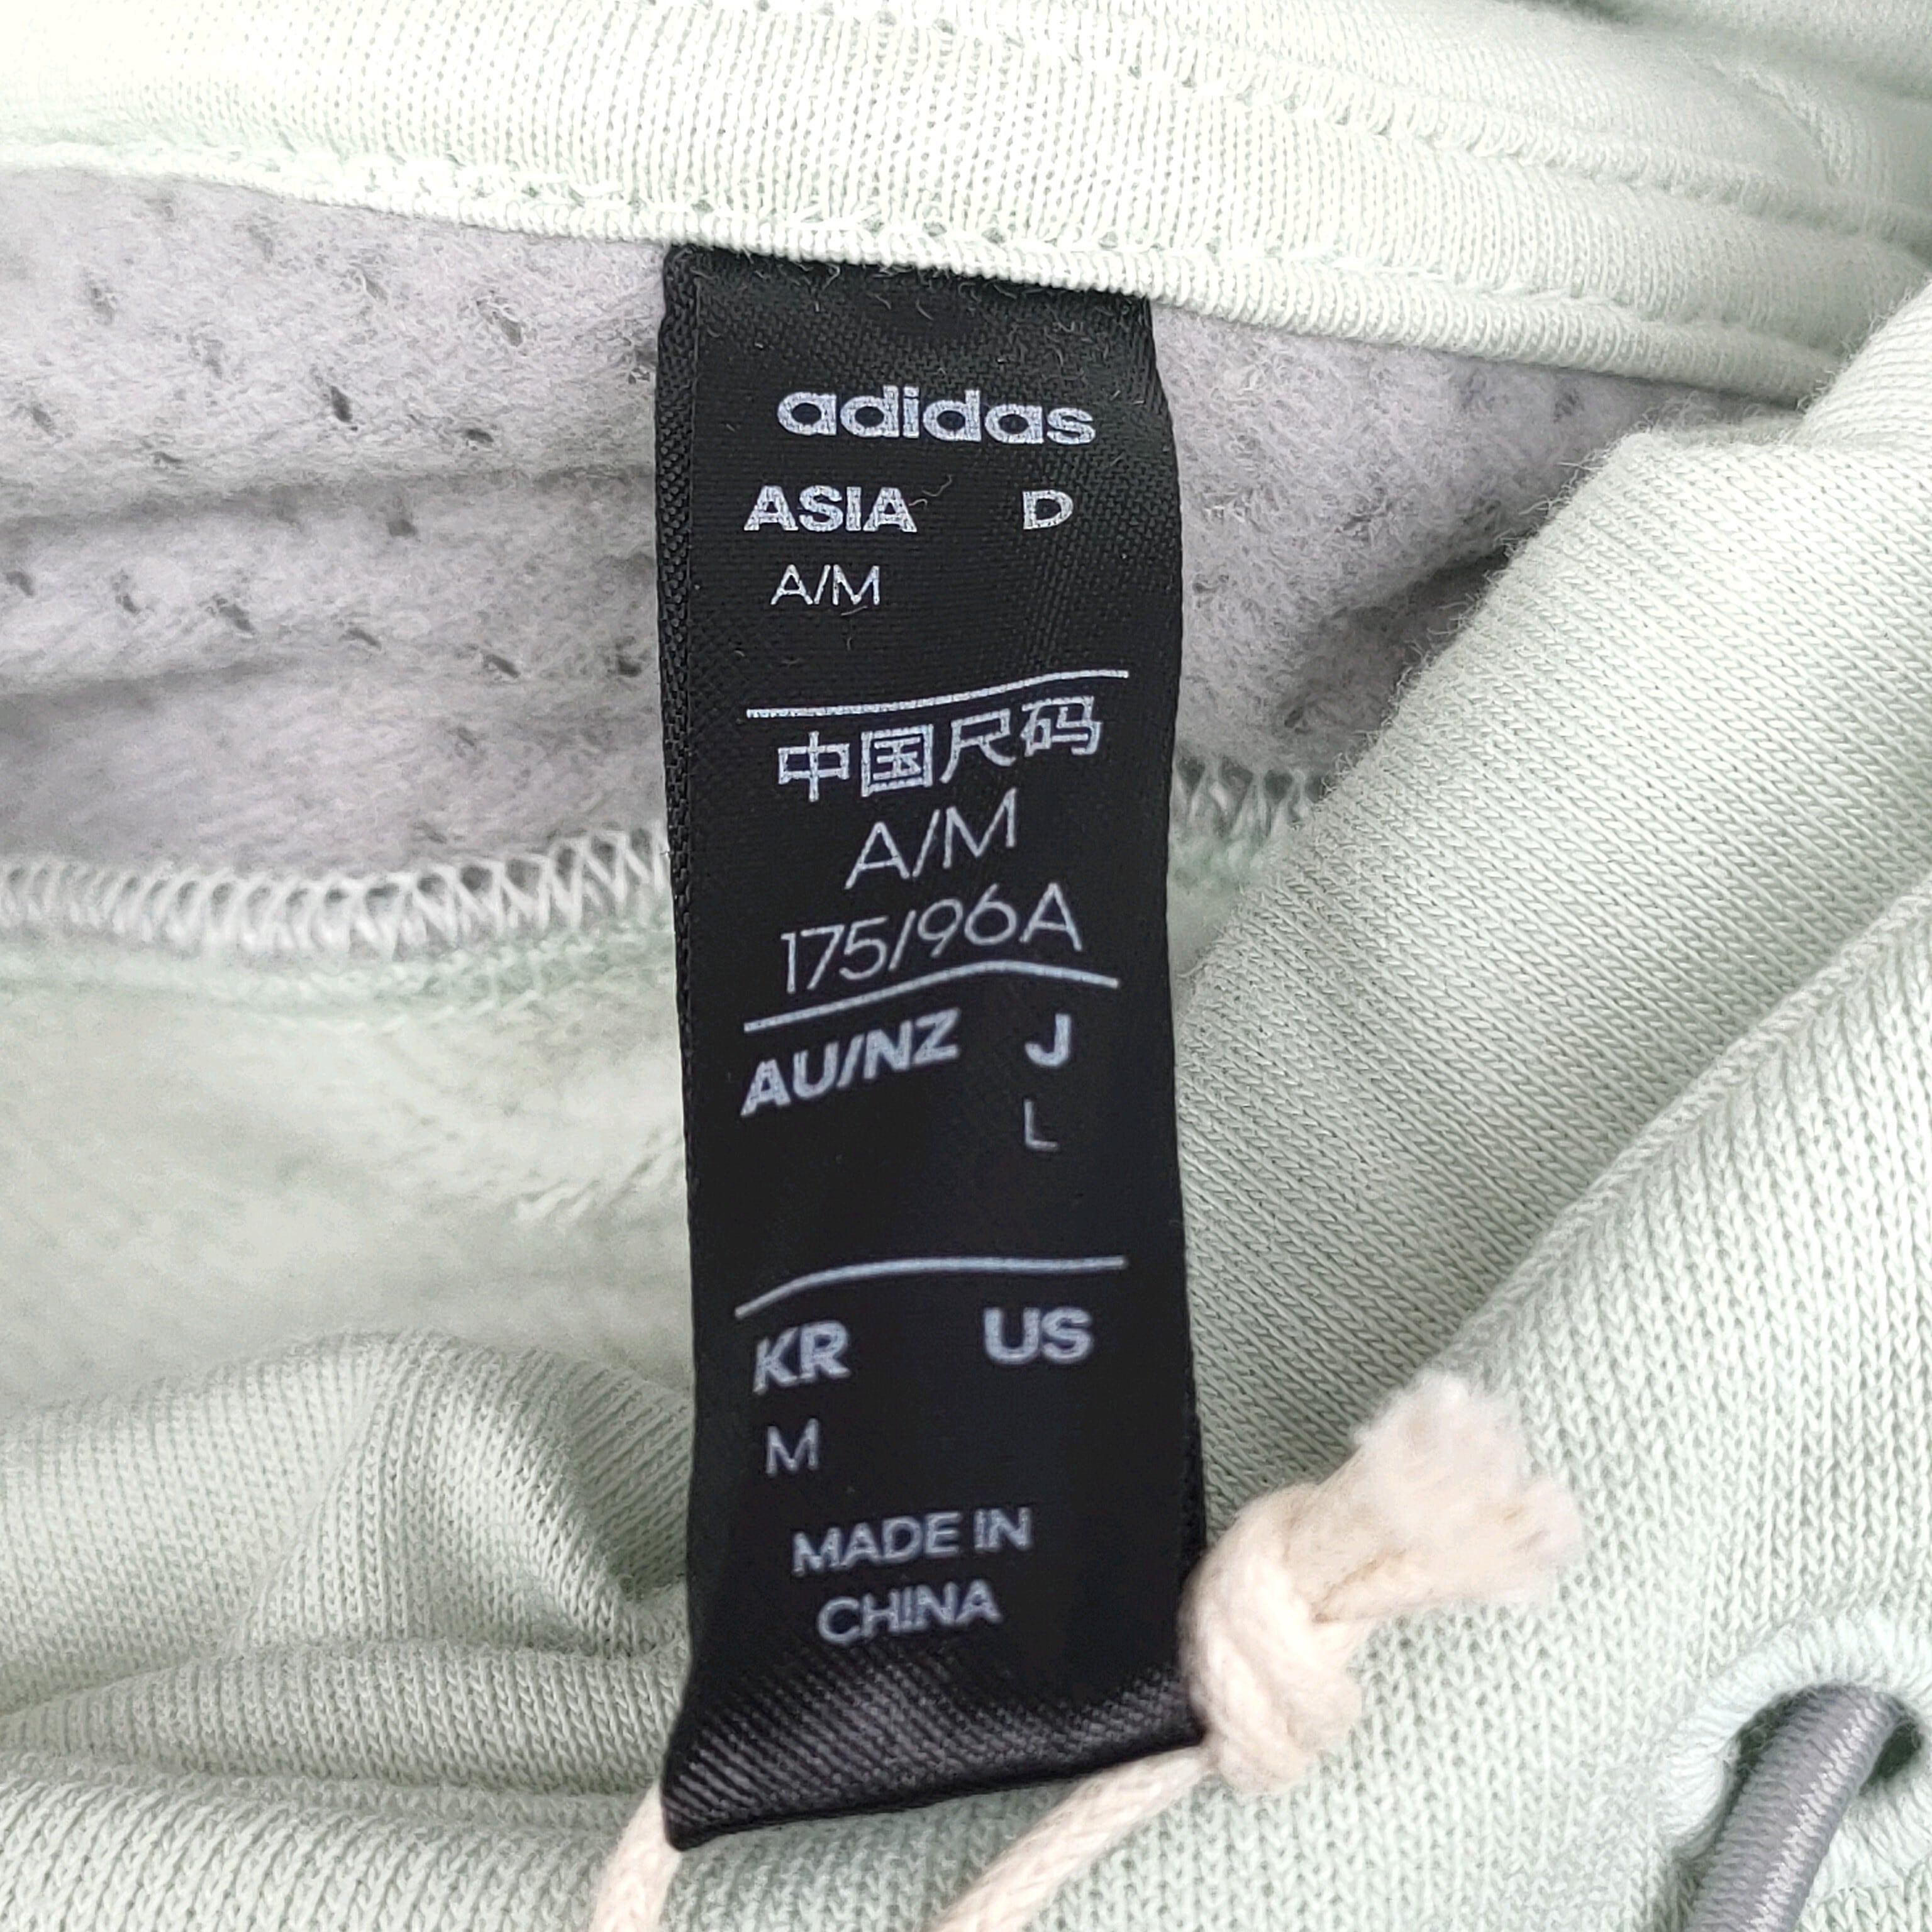 adidas
ASIA D
A/M
中国尺码
A/M
175/96A
AU/NZ J
L
KR US
M
MADE IN
CHINA